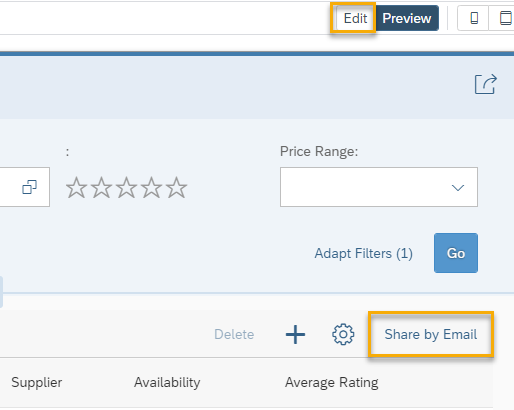 Edit Preview
: Price Range:
Adapt Filters (1) Go
Delete Share by Email
Supplier Availability Average Rating